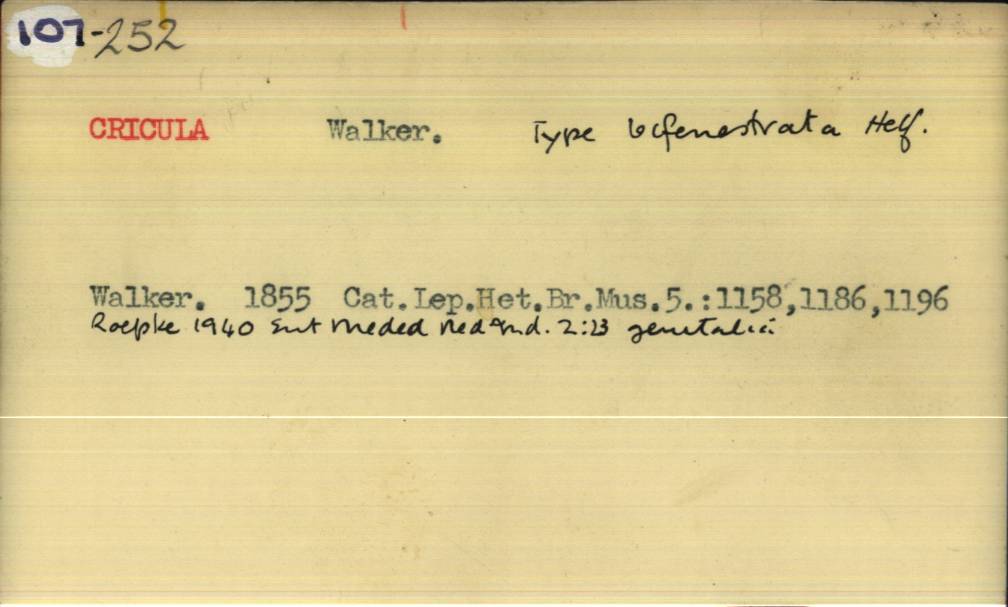 107-252
CRICULA Walker. Type bifenestrata Helf.
Walker. 1855 Cat.Lep.Het.Br.Mus.5.:1158,1186,1196
Roepke 1940 Ent Meded Ned Ind. 2:23 genitalia